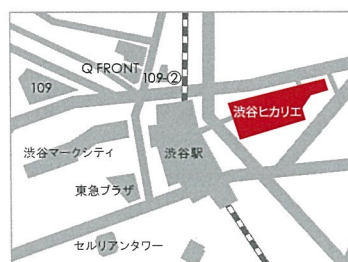 Q FRONT
109-②
109
渋谷ヒカリエ
渋谷マークシティ
渋谷駅
東急プラザ
セルリアンタワー